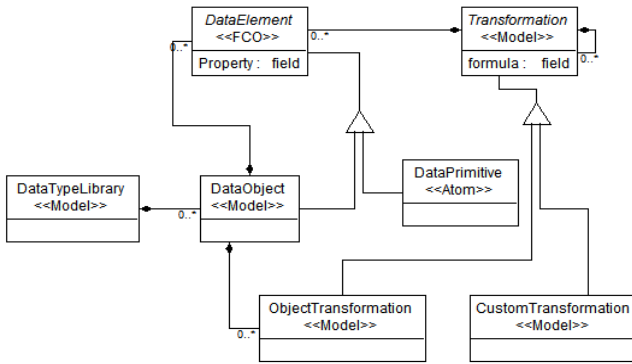 DataElement
<<FCO>>
Property : field
0..*
0..*
Transformation
<<Model>>
formula : field
0..*
DataTypeLibrary
<<Model>>
0..*
DataObject
<<Model>>
DataPrimitive
<<Atom>>
0..*
ObjectTransformation
<<Model>>
CustomTransformation
<<Model>>